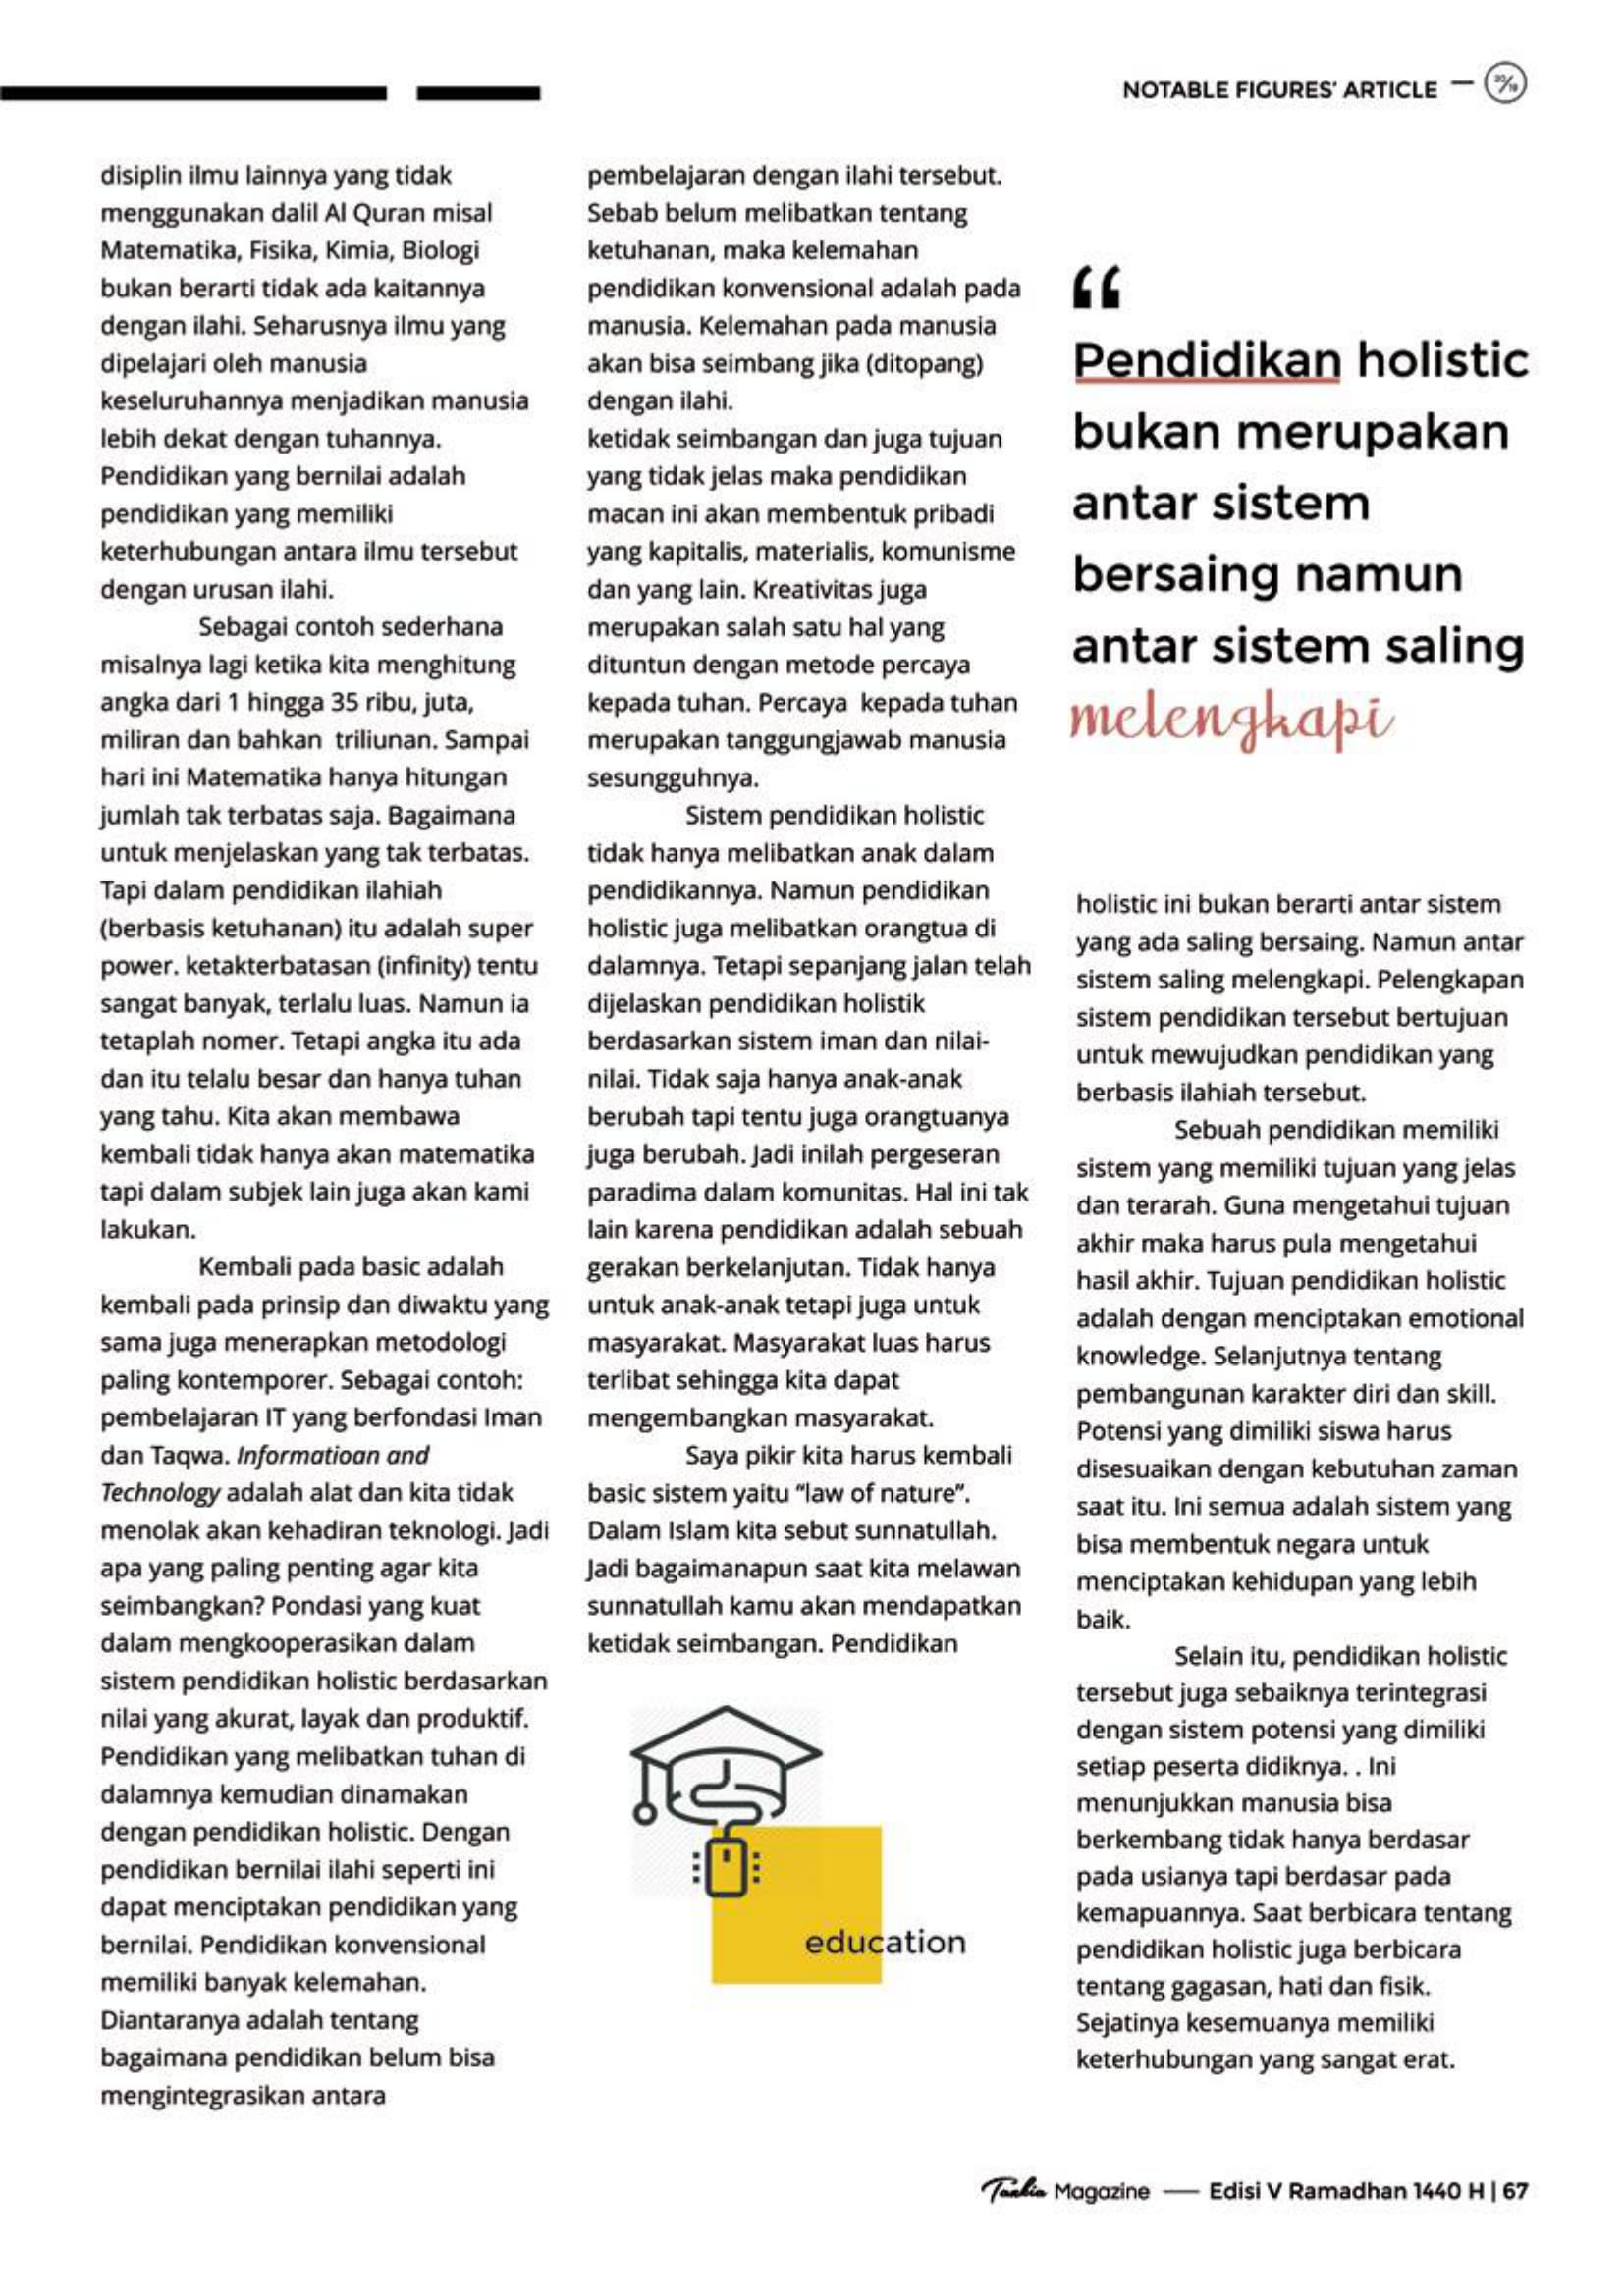 NOTABLE FIGURES' ARTICLE — 20/19
disiplin ilmu lainnya yang tidak
menggunakan dalil Al Quran misal
Matematika, Fisika, Kimia, Biologi
bukan berarti tidak ada kaitannya
dengan ilahi. Seharusnya ilmu yang
dipelajari oleh manusia
keseluruhannya menjadikan manusia
lebih dekat dengan tuhannya.
Pendidikan yang bernilai adalah
pendidikan yang memiliki
keterhubungan antara ilmu tersebut
dengan urusan ilahi.
Sebagai contoh sederhana
misalnya lagi ketika kita menghitung
angka dari 1 hingga 35 ribu, juta,
miliran dan bahkan triliunan. Sampai
hari ini Matematika hanya hitungan
jumlah tak terbatas saja. Bagaimana
untuk menjelaskan yang tak terbatas.
Tapi dalam pendidikan ilahiah
(berbasis ketuhanan) itu adalah super
power. ketakterbatasan (infinity) tentu
sangat banyak, terlalu luas. Namun ia
tetaplah nomer. Tetapi angka itu ada
dan itu telalu besar dan hanya tuhan
yang tahu. Kita akan membawa
kembali tidak hanya akan matematika
tapi dalam subjek lain juga akan kami
lakukan.
Kembali pada basic adalah
kembali pada prinsip dan diwaktu yang
sama juga menerapkan metodologi
paling kontemporer. Sebagai contoh:
pembelajaran IT yang berfondasi Iman
dan Taqwa. Informatioan and
Technology adalah alat dan kita tidak
menolak akan kehadiran teknologi. Jadi
apa yang paling penting agar kita
seimbangkan? Pondasi yang kuat
dalam mengkooperasikan dalam
sistem pendidikan holistic berdasarkan
nilai yang akurat, layak dan produktif.
Pendidikan yang melibatkan tuhan di
dalamnya kemudian dinamakan
dengan pendidikan holistic. Dengan
pendidikan bernilai ilahi seperti ini
dapat menciptakan pendidikan yang
bernilai. Pendidikan konvensional
memiliki banyak kelemahan.
Diantaranya adalah tentang
bagaimana pendidikan belum bisa
mengintegrasikan antara
pembelajaran dengan ilahi tersebut.
Sebab belum melibatkan tentang
ketuhanan, maka kelemahan
pendidikan konvensional adalah pada
manusia. Kelemahan pada manusia
akan bisa seimbang jika (ditopang)
dengan ilahi.
ketidak seimbangan dan juga tujuan
yang tidak jelas maka pendidikan
macan ini akan membentuk pribadi
yang kapitalis, materialis, komunisme
dan yang lain. Kreativitas juga
merupakan salah satu hal yang
dituntun dengan metode percaya
kepada tuhan. Percaya kepada tuhan
merupakan tanggungjawab manusia
sesungguhnya.
Sistem pendidikan holistic
tidak hanya melibatkan anak dalam
pendidikannya. Namun pendidikan
holistic juga melibatkan orangtua di
dalamnya. Tetapi sepanjang jalan telah
dijelaskan pendidikan holistik
berdasarkan sistem iman dan nilai-
nilai. Tidak saja hanya anak-anak
berubah tapi tentu juga orangtuanya
juga berubah. Jadi inilah pergeseran
paradima dalam komunitas. Hal ini tak
lain karena pendidikan adalah sebuah
gerakan berkelanjutan. Tidak hanya
untuk anak-anak tetapi juga untuk
masyarakat. Masyarakat luas harus
terlibat sehingga kita dapat
mengembangkan masyarakat.
Saya pikir kita harus kembali
basic sistem yaitu “law of nature”.
Dalam Islam kita sebut sunnatullah.
Jadi bagaimanapun saat kita melawan
sunnatullah kamu akan mendapatkan
ketidak seimbangan. Pendidikan
education
“
Pendidikan holistic
bukan merupakan
antar sistem
bersaing namun
antar sistem saling
melengkapi
holistic ini bukan berarti antar sistem
yang ada saling bersaing. Namun antar
sistem saling melengkapi. Pelengkapan
sistem pendidikan tersebut bertujuan
untuk mewujudkan pendidikan yang
berbasis ilahiah tersebut.
Sebuah pendidikan memiliki
sistem yang memiliki tujuan yang jelas
dan terarah. Guna mengetahui tujuan
akhir maka harus pula mengetahui
hasil akhir. Tujuan pendidikan holistic
adalah dengan menciptakan emotional
knowledge. Selanjutnya tentang
pembangunan karakter diri dan skill.
Potensi yang dimiliki siswa harus
disesuaikan dengan kebutuhan zaman
saat itu. Ini semua adalah sistem yang
bisa membentuk negara untuk
menciptakan kehidupan yang lebih
baik.
Selain itu, pendidikan holistic
tersebut juga sebaiknya terintegrasi
dengan sistem potensi yang dimiliki
setiap peserta didiknya. . Ini
menunjukkan manusia bisa
berkembang tidak hanya berdasar
pada usianya tapi berdasar pada
kemapuannya. Saat berbicara tentang
pendidikan holistic juga berbicara
tentang gagasan, hati dan fisik.
Sejatinya kesemuanya memiliki
keterhubungan yang sangat erat.
Tazkia Magazine — Edisi V Ramadhan 1440 H | 67